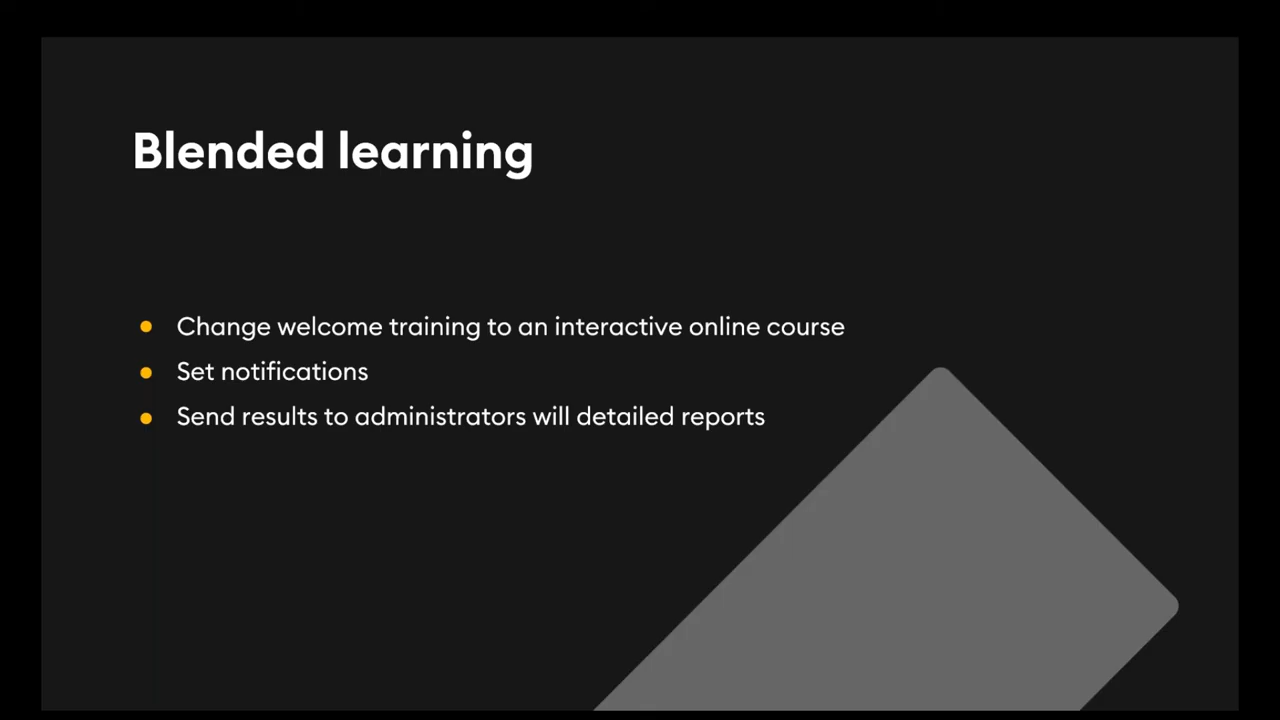 Blended learning
Change welcome training to an interactive online course
Set notifications
Send results to administrators will detailed reports